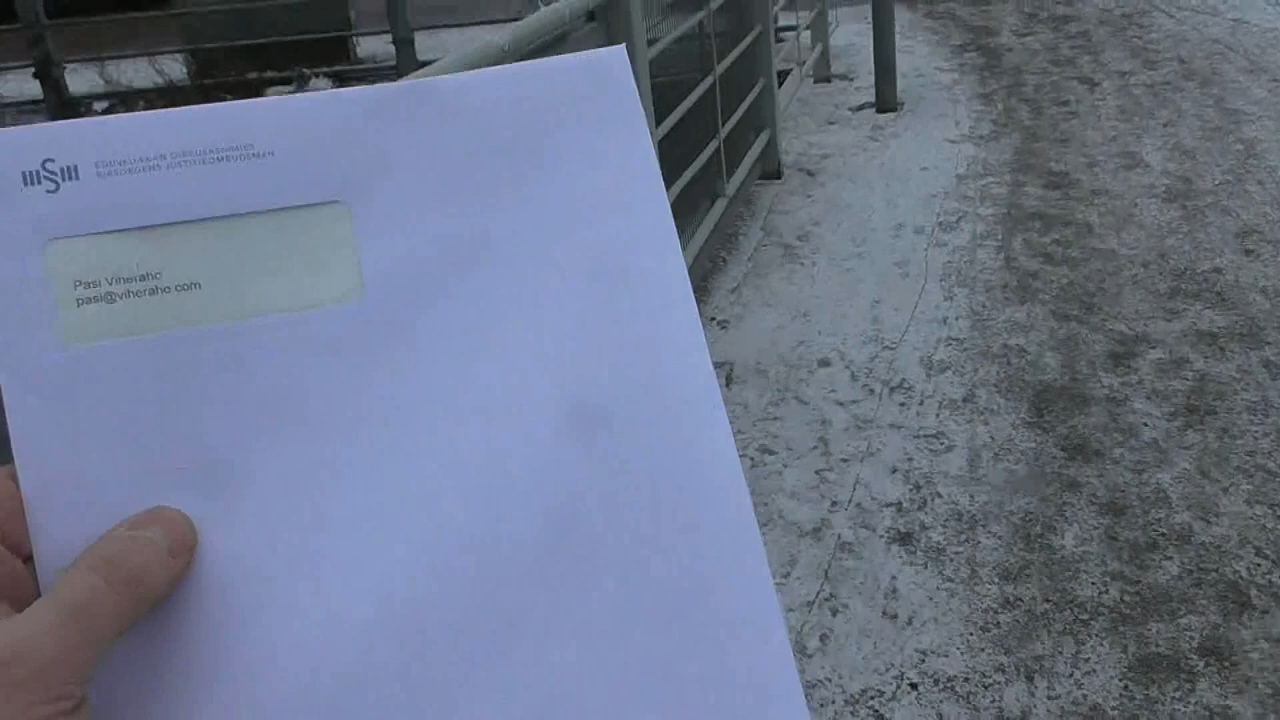 EDUSKUNNAN OIKEUSASIAMIES
RIKSDAGENS JUSTITIEOMBUDSMAN
Pasi Viheraho
pasi@viheraho.com